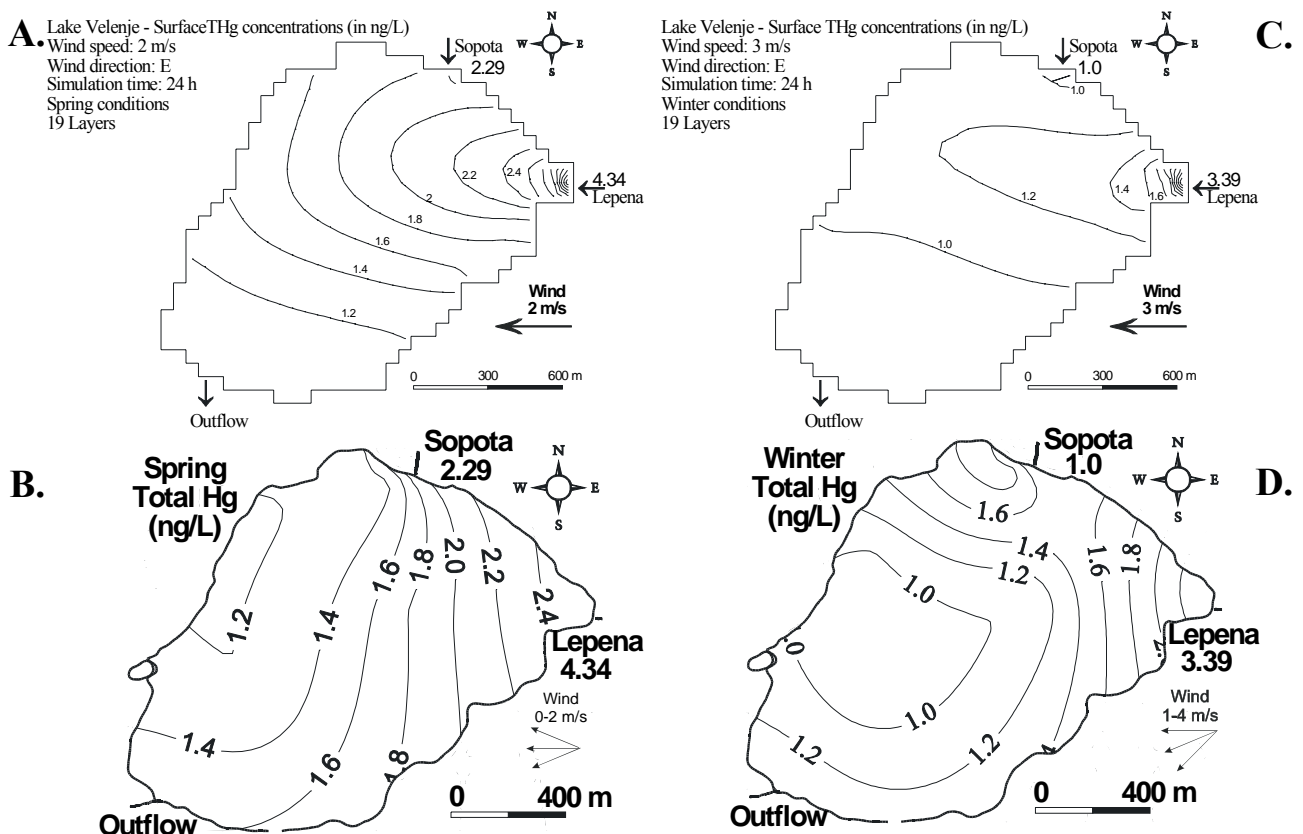 A.
Lake Velenje - SurfaceTHg concentrations (in ng/L)
Wind speed: 2 m/s
Wind direction: E
Simulation time: 24 h
Spring conditions
19 Layers
Sopota
2.29
N
W
E
S
2.2
2.4
2
1.8
1.6
1.4
1.2
4.34
Lepena
Wind
2 m/s
0 300 600 m
Outflow
C.
Lake Velenje - Surface THg concentrations (in ng/L)
Wind speed: 3 m/s
Wind direction: E
Simulation time: 24 h
Winter conditions
19 Layers
Sopota
1.0
1.0
N
W
E
S
1.4
1.6
1.2
1.0
3.39
Lepena
Wind
3 m/s
0 300 600 m
Outflow
B.
Spring
Total Hg
(ng/L)
Sopota
2.29
N
W
E
S
1.2
1.4
1.6
1.8
2.0
2.2
2.4
1.4
1.6
1.8
Lepena
4.34
Wind
0-2 m/s
0 400 m
Outflow
D.
Winter
Total Hg
(ng/L)
Sopota
1.0
N
W
E
S
1.6
1.4
1.2
1.0
1.6
1.8
.0
1.0
1.2
1.2
Lepena
3.39
Wind
1-4 m/s
0 400 m
Outflow